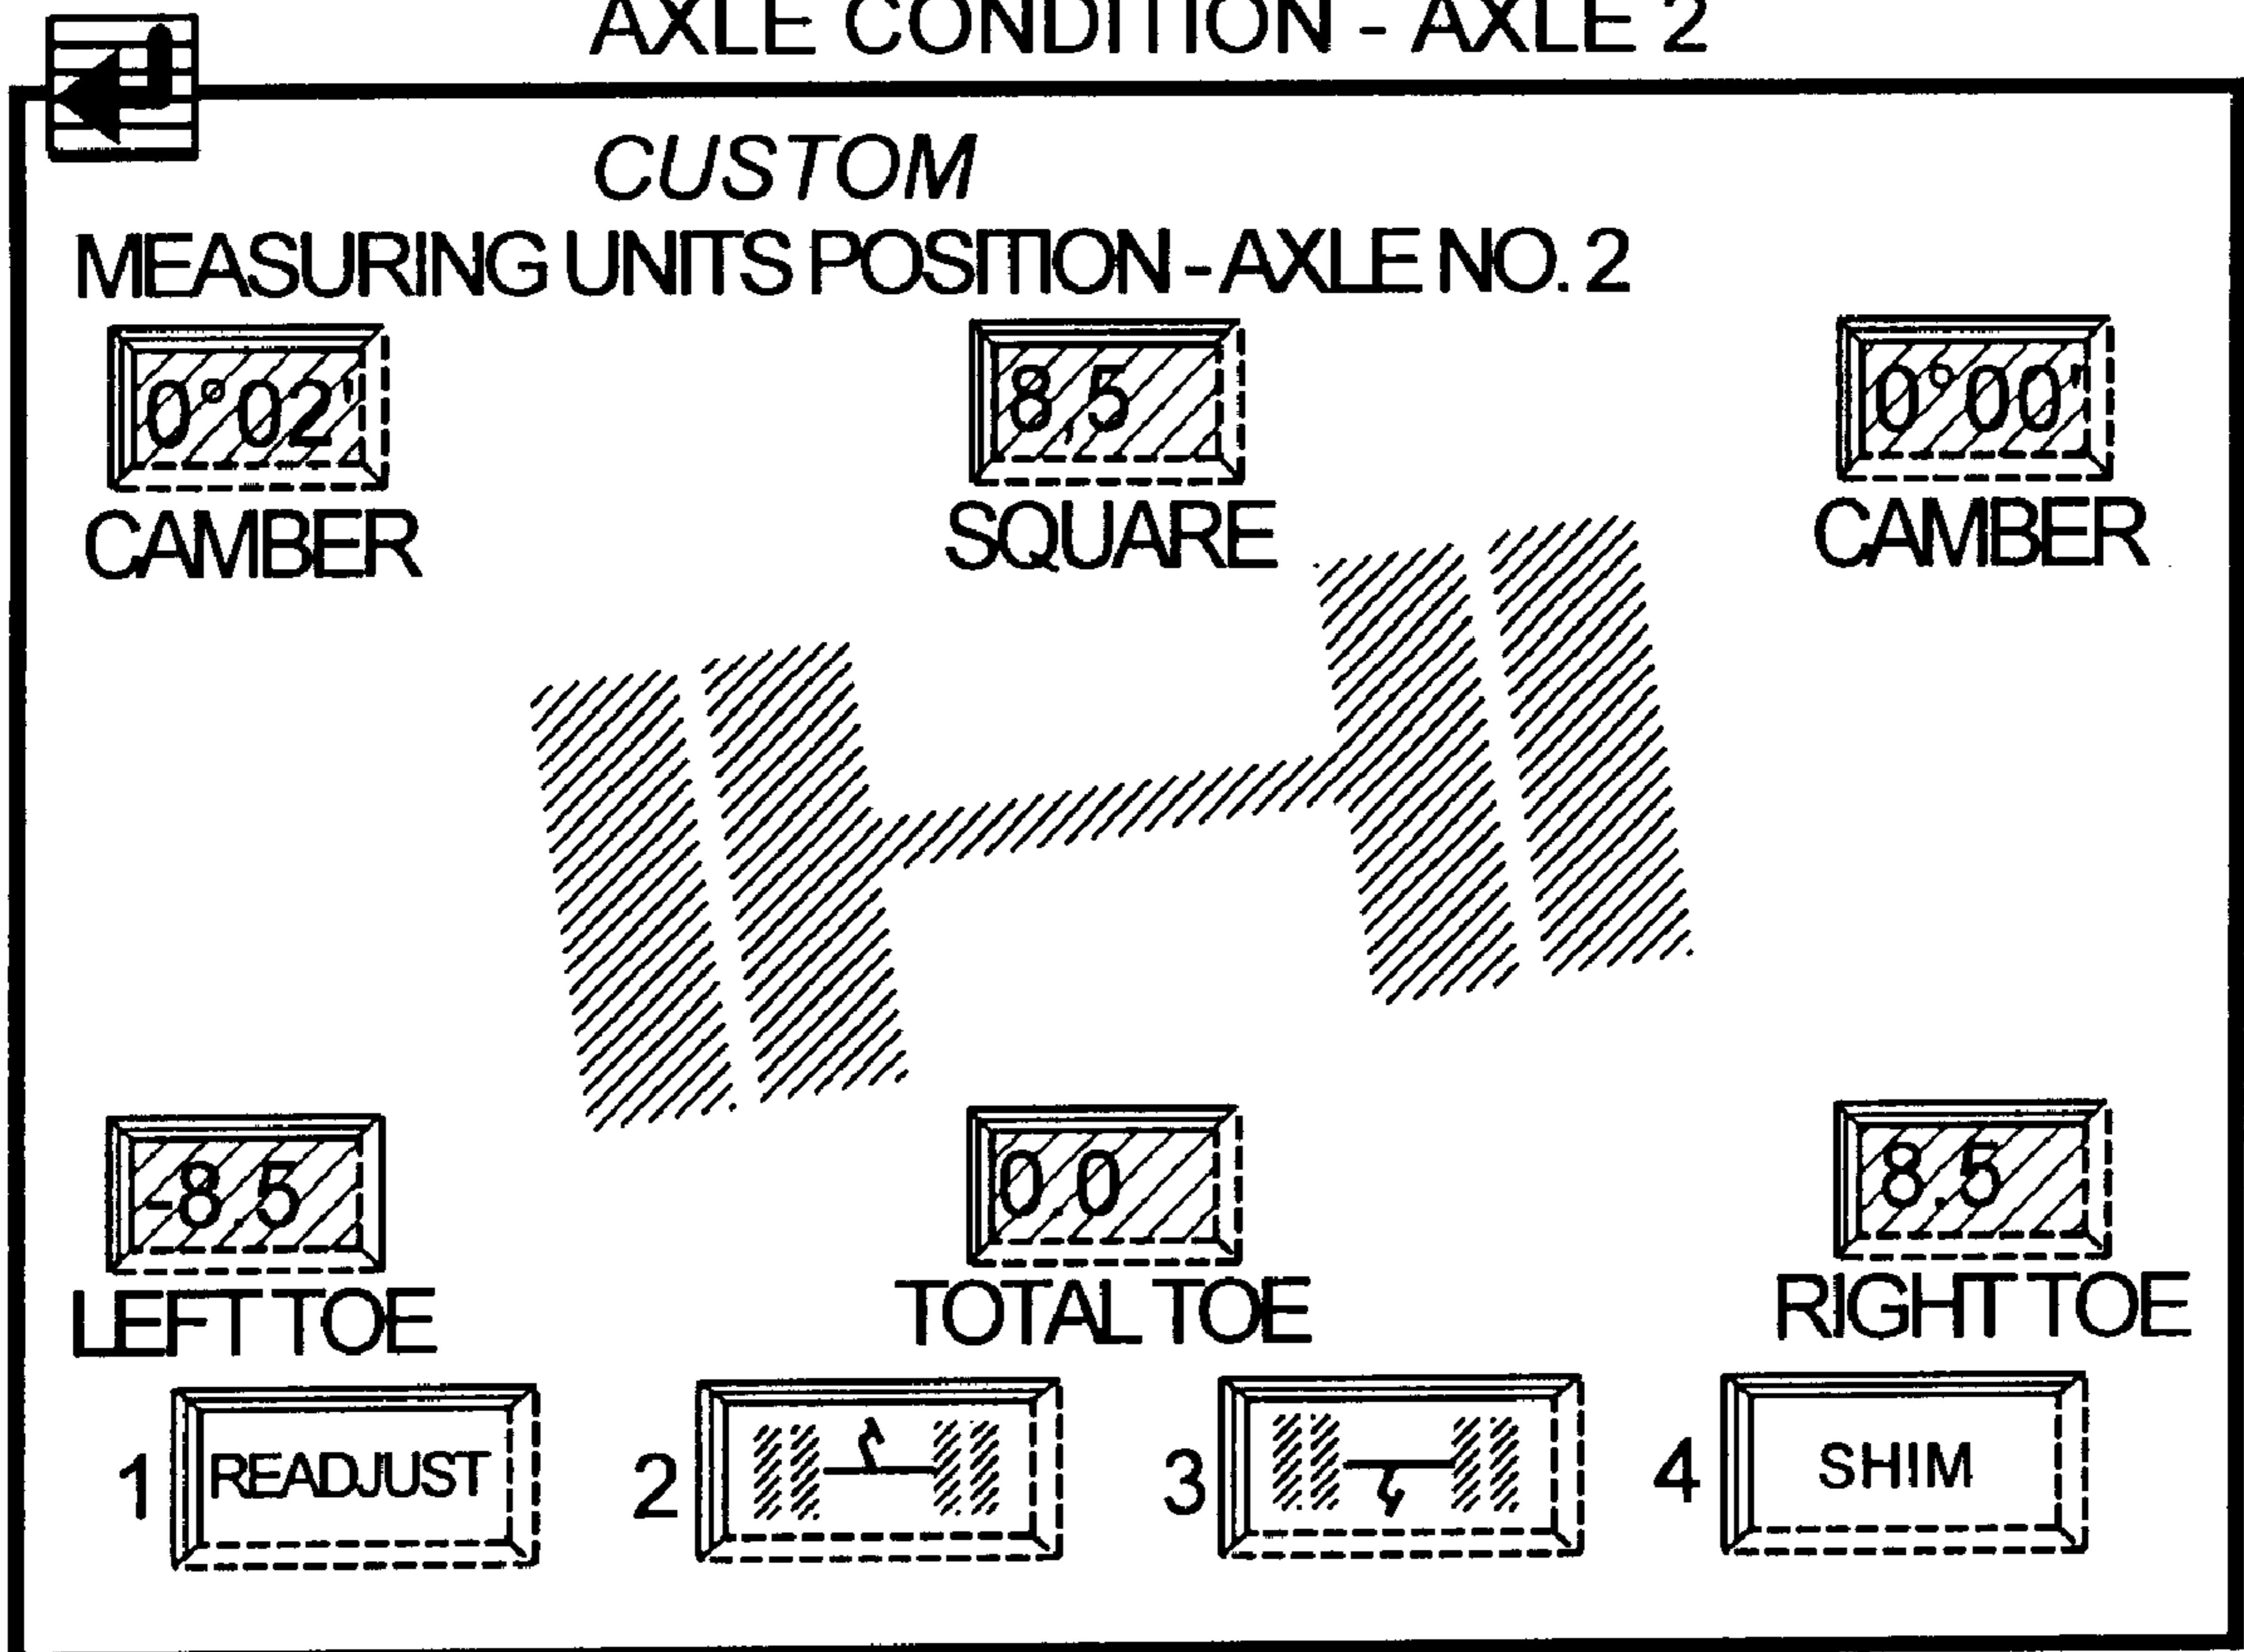 AXLE CONDITION - AXLE 2
CUSTOM
MEASURING UNITS POSITION - AXLE NO. 2
0°02' 8,5 0°00'
CAMBER SQUARE CAMBER
-8.5 0.0 8.5
LEFT TOE TOTAL TOE RIGHT TOE
1 READJUST 2 3 4 SHIM